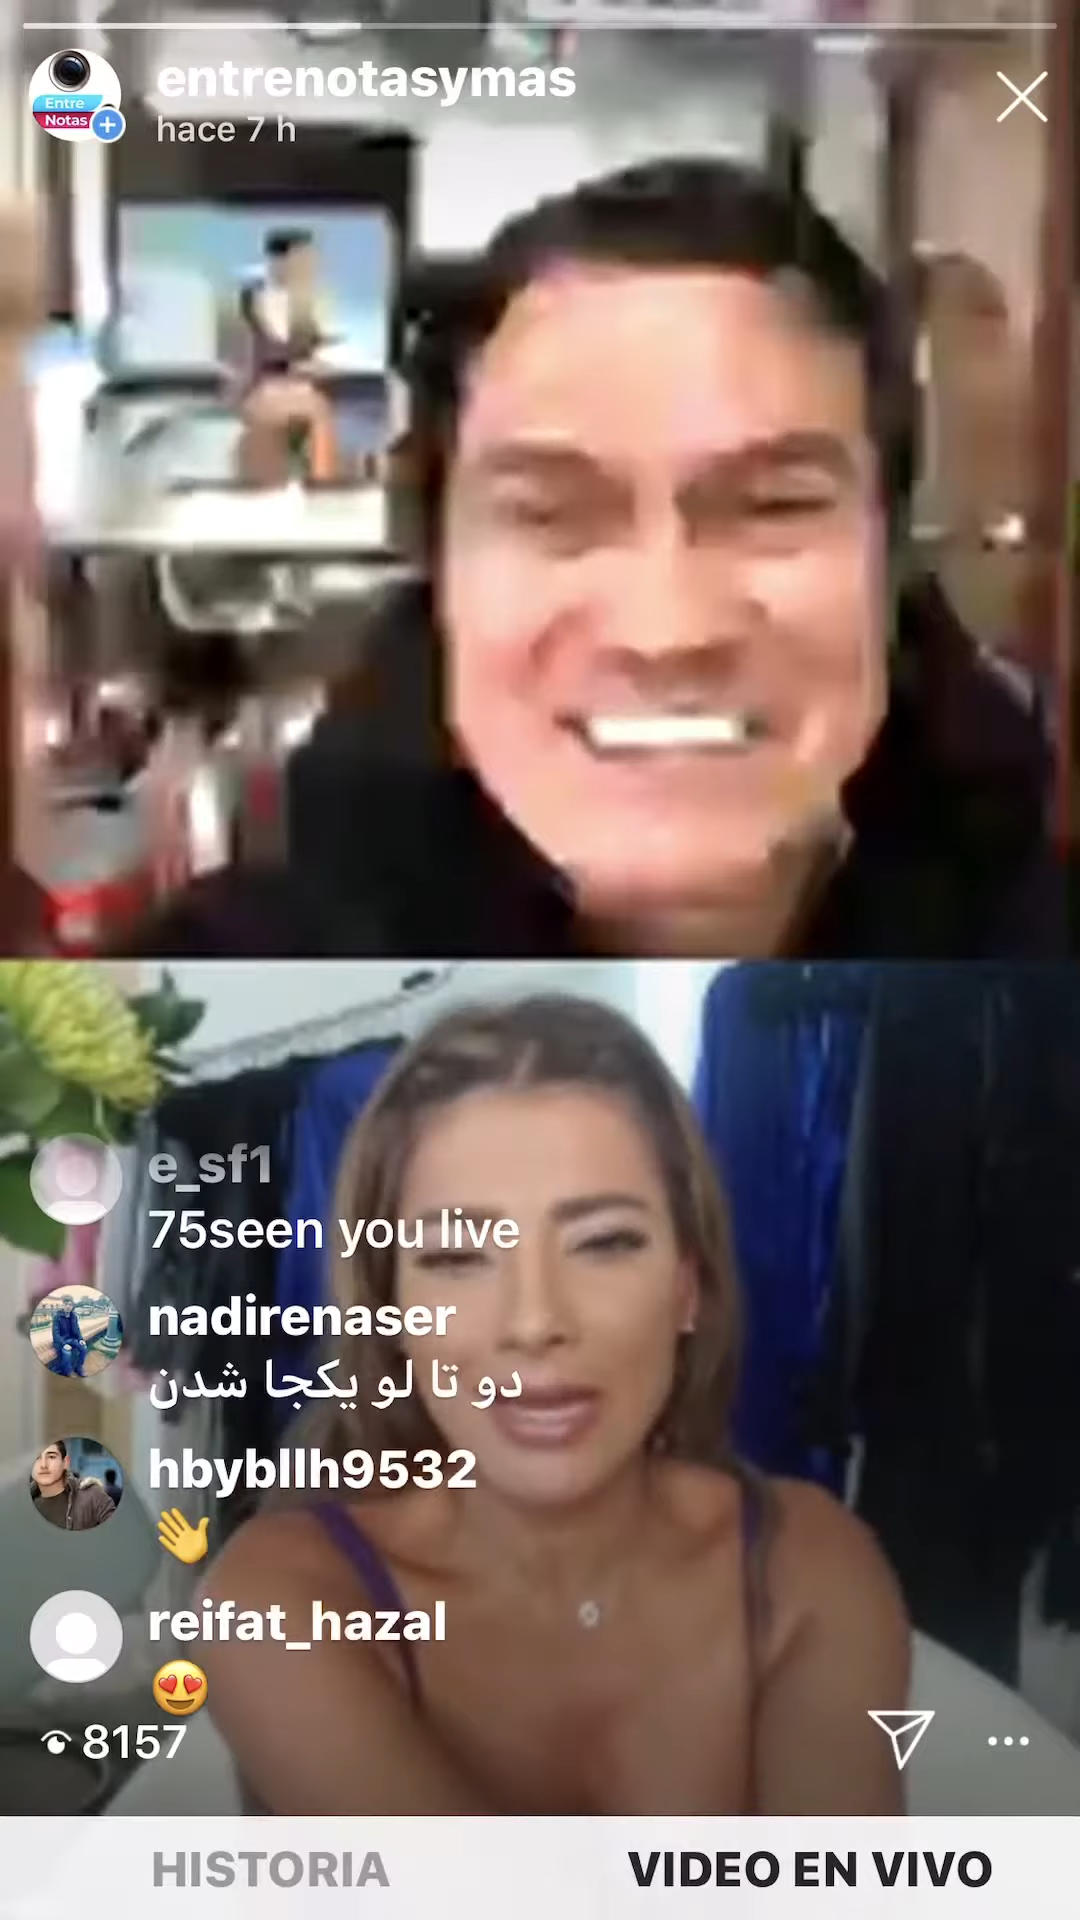 Entre
Notas
entrenotasymas
hace 7 h
e_sf1
75seen you live
nadirenaser
دو تا لو یکجا شدن
hbybllh9532
👋
reifat_hazal
😍
8157
HISTORIA
VIDEO EN VIVO